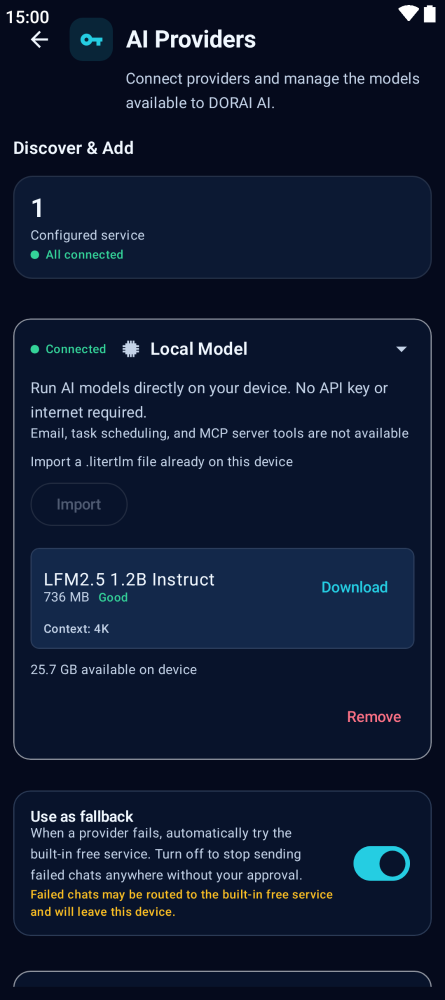 15:00
AI Providers
Connect providers and manage the models
available to DORAI AI.
Discover & Add
1
Configured service
All connected
Connected
Local Model
Run AI models directly on your device. No API key or
internet required.
Email, task scheduling, and MCP server tools are not available
Import a .litertlm file already on this device
Import
LFM2.5 1.2B Instruct
736 MB Good
Download
Context: 4K
25.7 GB available on device
Remove
Use as fallback
When a provider fails, automatically try the
built-in free service. Turn off to stop sending
failed chats anywhere without your approval.
Failed chats may be routed to the built-in free service
and will leave this device.